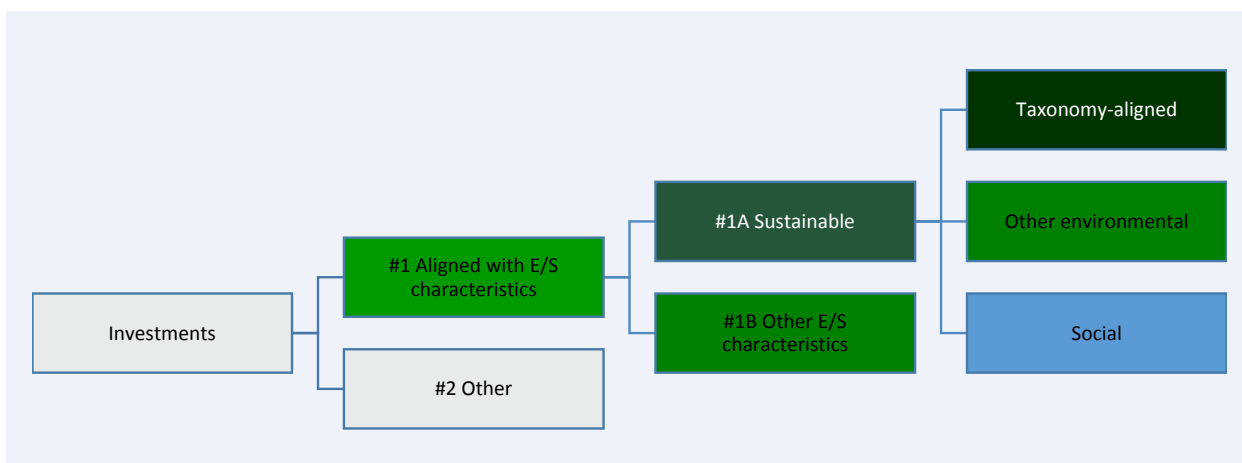 Investments
#1 Aligned with E/S
characteristics
#2 Other
#1A Sustainable
#1B Other E/S
characteristics
Taxonomy-aligned
Other environmental
Social